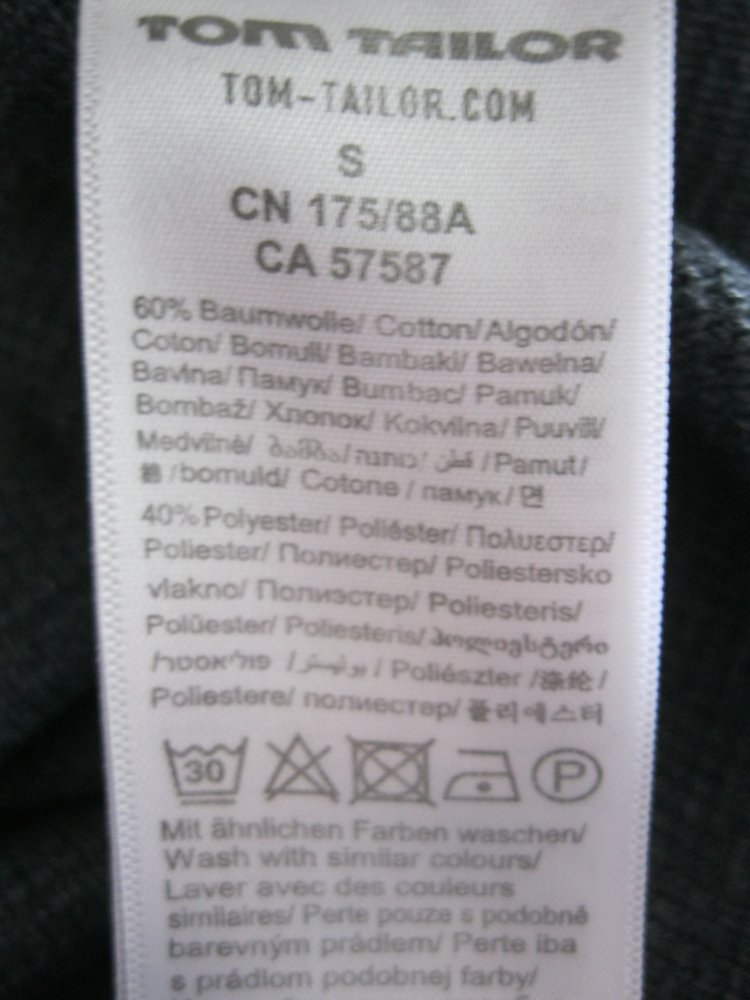 TOM TAILOR
TOM-TAILOR.COM
S
CN 175/88A
CA 57587
60% Baumwolle/ Cotton/ Algodón/
Coton/ Bomull/ Bambaki/ Bawełna/
Bavlna/ Памук/ Bumbac/ Pamuk/
Bombaž/ Хлопок/ Kokvilna/ Puuvill/
Medvilnė/ ბამბა/ כותנה/ قطن /Pamut/
棉 /bomuld/ Cotone / памук/ 면
40% Polyester/ Poliéster/ Πολυεστερ/
Poliester/ Полиестер/ Poliestersko
vlakno/ Полиэстер/ Poliesteris/
Polüester/ Poliesteris/ პოლიესტერი
/פוליאסטר / بوليستر / Poliészter /涤纶/
Poliestere/ полиестер/ 폴리에스터
30
P
Mit ähnlichen Farben waschen/
Wash with similar colours/
Laver avec des couleurs
similaires/ Perte pouze s podobně
barevným prádlem/ Perte iba
s prádlom podobnej farby/